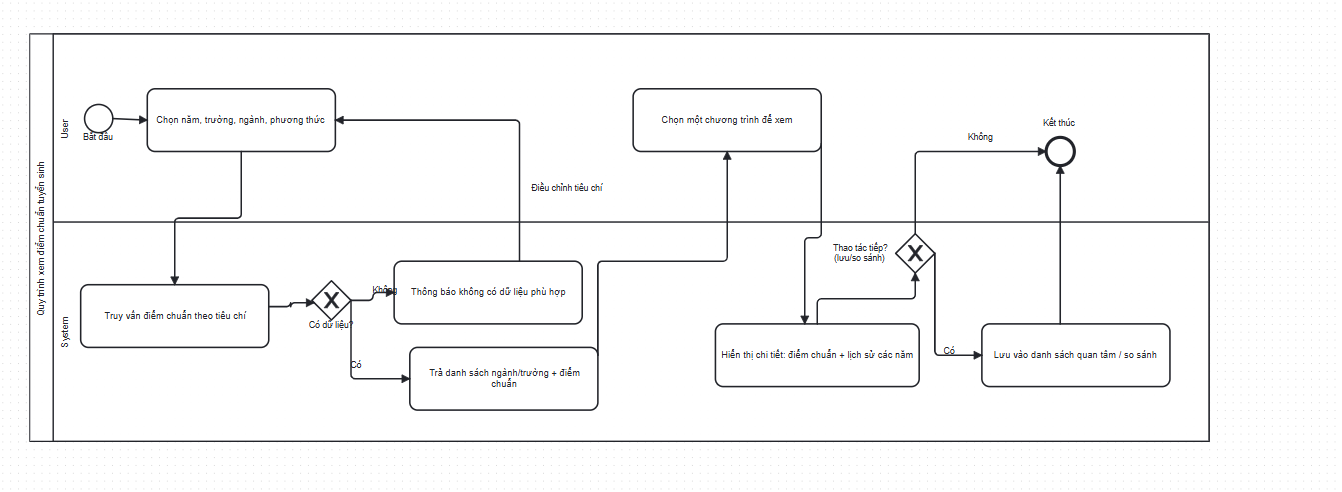 Quy trình xem điểm chuẩn tuyển sinh
User
Bắt đầu
Chọn năm, trường, ngành, phương thức
Điều chỉnh tiêu chí
Chọn một chương trình để xem
Không
Kết thúc
System
Truy vấn điểm chuẩn theo tiêu chí
Có dữ liệu?
Không
Thông báo không có dữ liệu phù hợp
Có
Trả danh sách ngành/trường + điểm
chuẩn
Thao tác tiếp?
(lưu/so sánh)
Hiển thị chi tiết: điểm chuẩn + lịch sử các năm
Có
Lưu vào danh sách quan tâm / so sánh